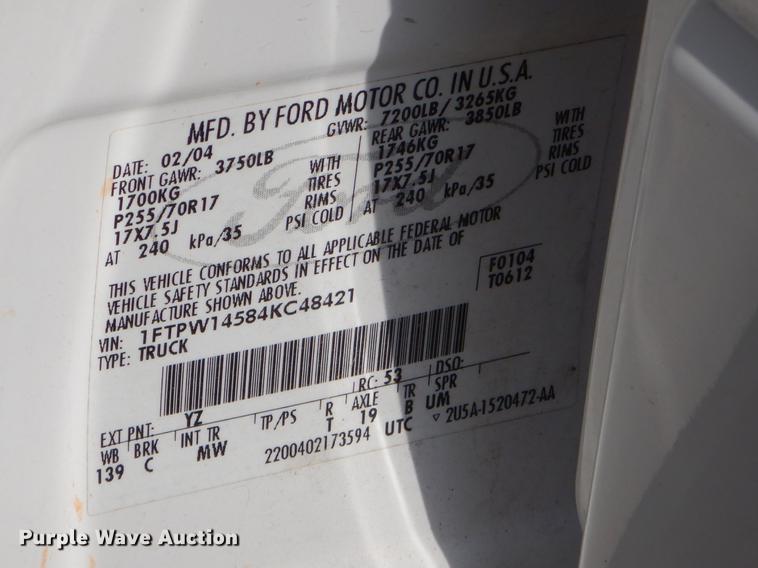 MFD. BY FORD MOTOR CO. IN U.S.A.
DATE: 02/04 GVWR: 7200LB/ 3265KG
FRONT GAWR: 3750LB REAR GAWR: 3850LB
1700KG WITH 1746KG WITH
P255/70R17 TIRES P255/70R17 TIRES
17X7.5J RIMS 17X7.5J RIMS
AT 240 kPa/35 PSI COLD AT 240 kPa/35 PSI COLD
Ford
THIS VEHICLE CONFORMS TO ALL APPLICABLE FEDERAL MOTOR
VEHICLE SAFETY STANDARDS IN EFFECT ON THE DATE OF
MANUFACTURE SHOWN ABOVE.
VIN: 1FTPW14584KC48421
TYPE: TRUCK
F0104
T0612
EXT PNT: YZ RC: 53 DSO:
WB BRK INT TR TP/PS R AXLE TR SPR
139 C MW T 19 B UM
2200402173594 UTC ▽ 2U5A-1520472-AA
Purple Wave Auction